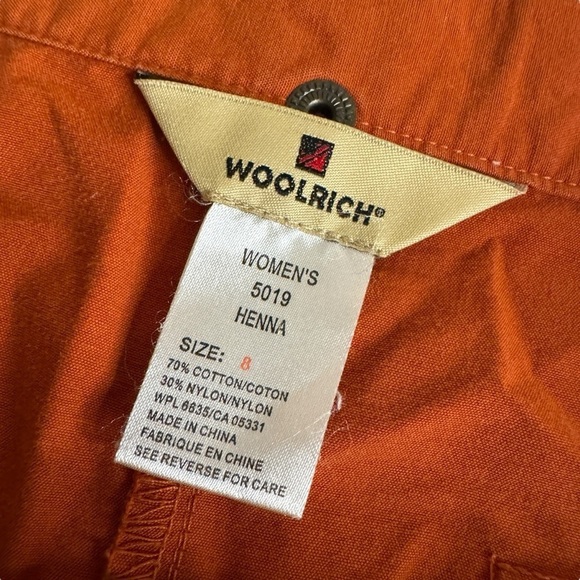 WOOLRICH®
WOMEN'S
5019
HENNA
SIZE: 8
70% COTTON/COTON
30% NYLON/NYLON
WPL 6635/CA 05331
MADE IN CHINA
FABRIQUE EN CHINE
SEE REVERSE FOR CARE